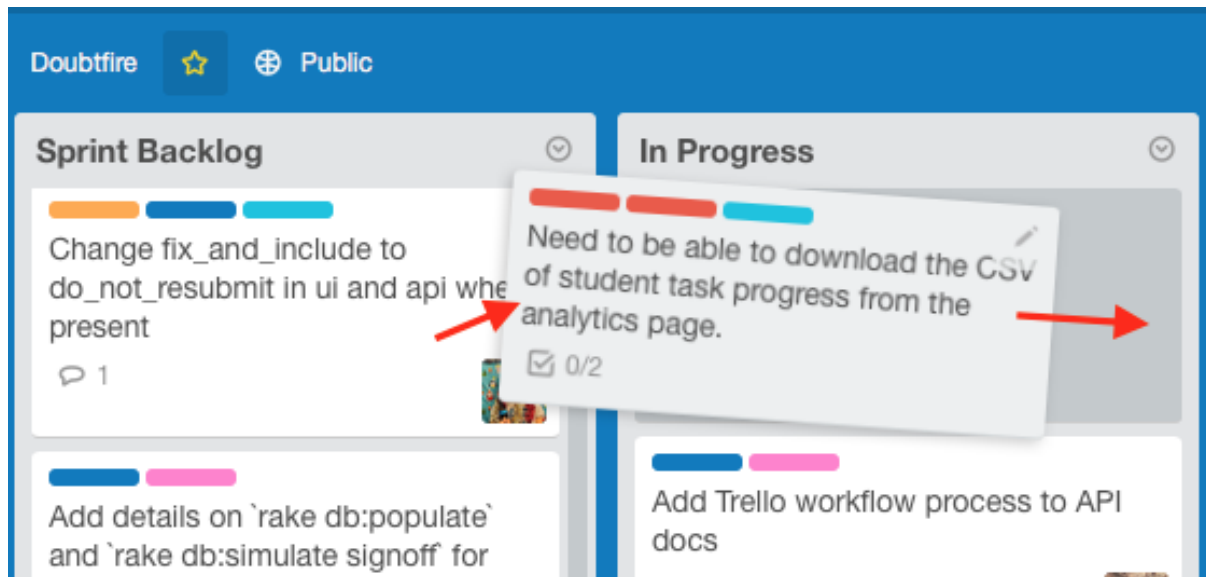 Doubtfire Public
Sprint Backlog
Change fix_and_include to
do_not_resubmit in ui and api
present
1
Add details on `rake db:populate`
and `rake db:simulate signoff` for
In Progress
Need to be able to download the CSV
of student task progress from the
analytics page.
0/2
Add Trello workflow process to API
docs